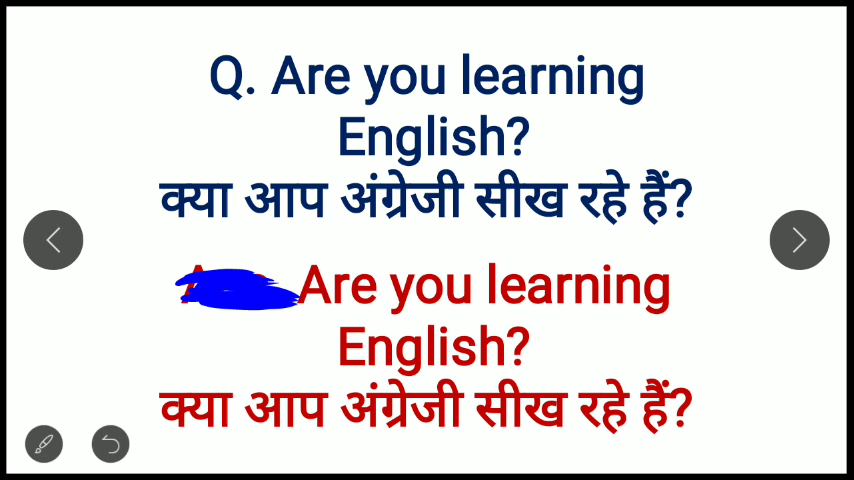 Q. Are you learning
English?
क्या आप अंग्रेजी सीख रहे हैं?
Are you learning
English?
क्या आप अंग्रेजी सीख रहे हैं?